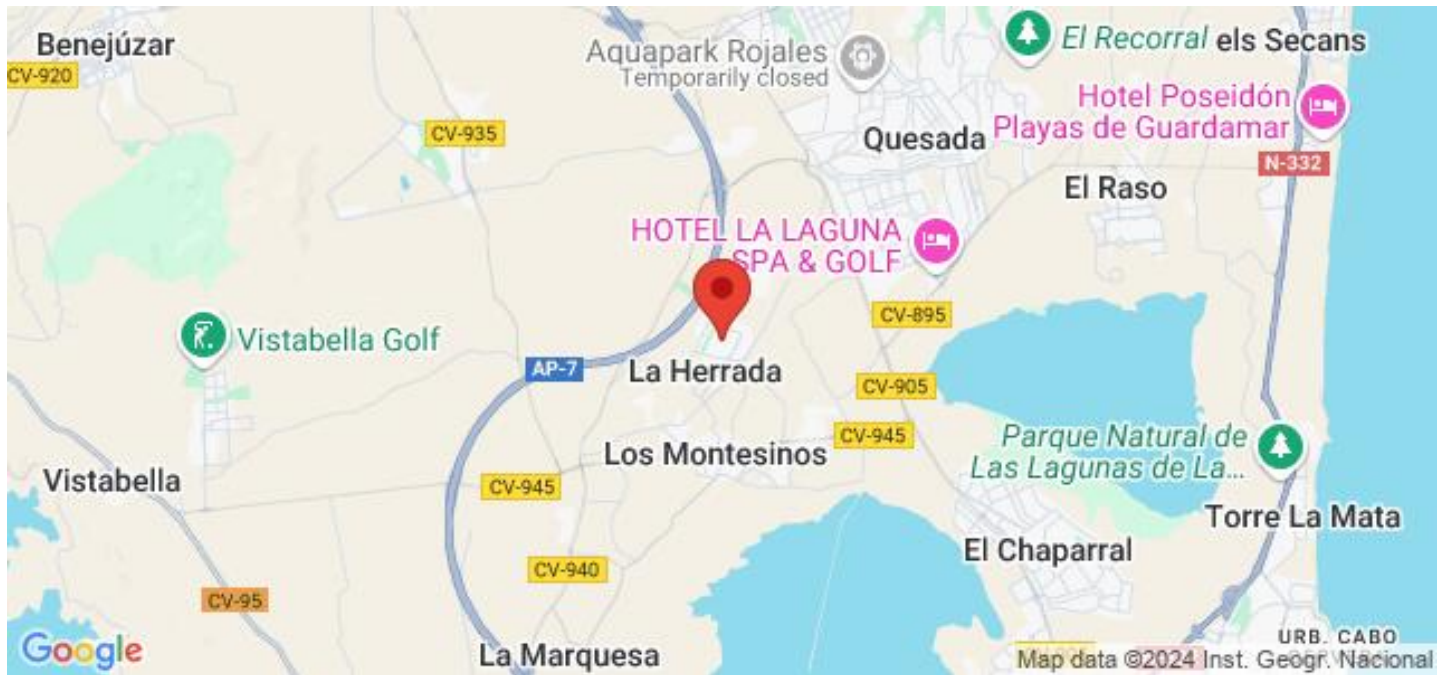 Benejúzar
CV-920
CV-935
Aquapark Rojales
Temporarily closed
El Recorral
els Secans
Hotel Poseidón
Playas de Guardamar
Quesada
N-332
El Raso
HOTEL LA LAGUNA
SPA & GOLF
CV-895
Vistabella Golf
AP-7
La Herrada
CV-905
CV-945
Los Montesinos
Parque Natural de
Las Lagunas de La...
Vistabella
CV-945
Torre La Mata
El Chaparral
CV-940
CV-95
La Marquesa
URB. CABO
Google
Map data ©2024 Inst. Geogr. Nacional